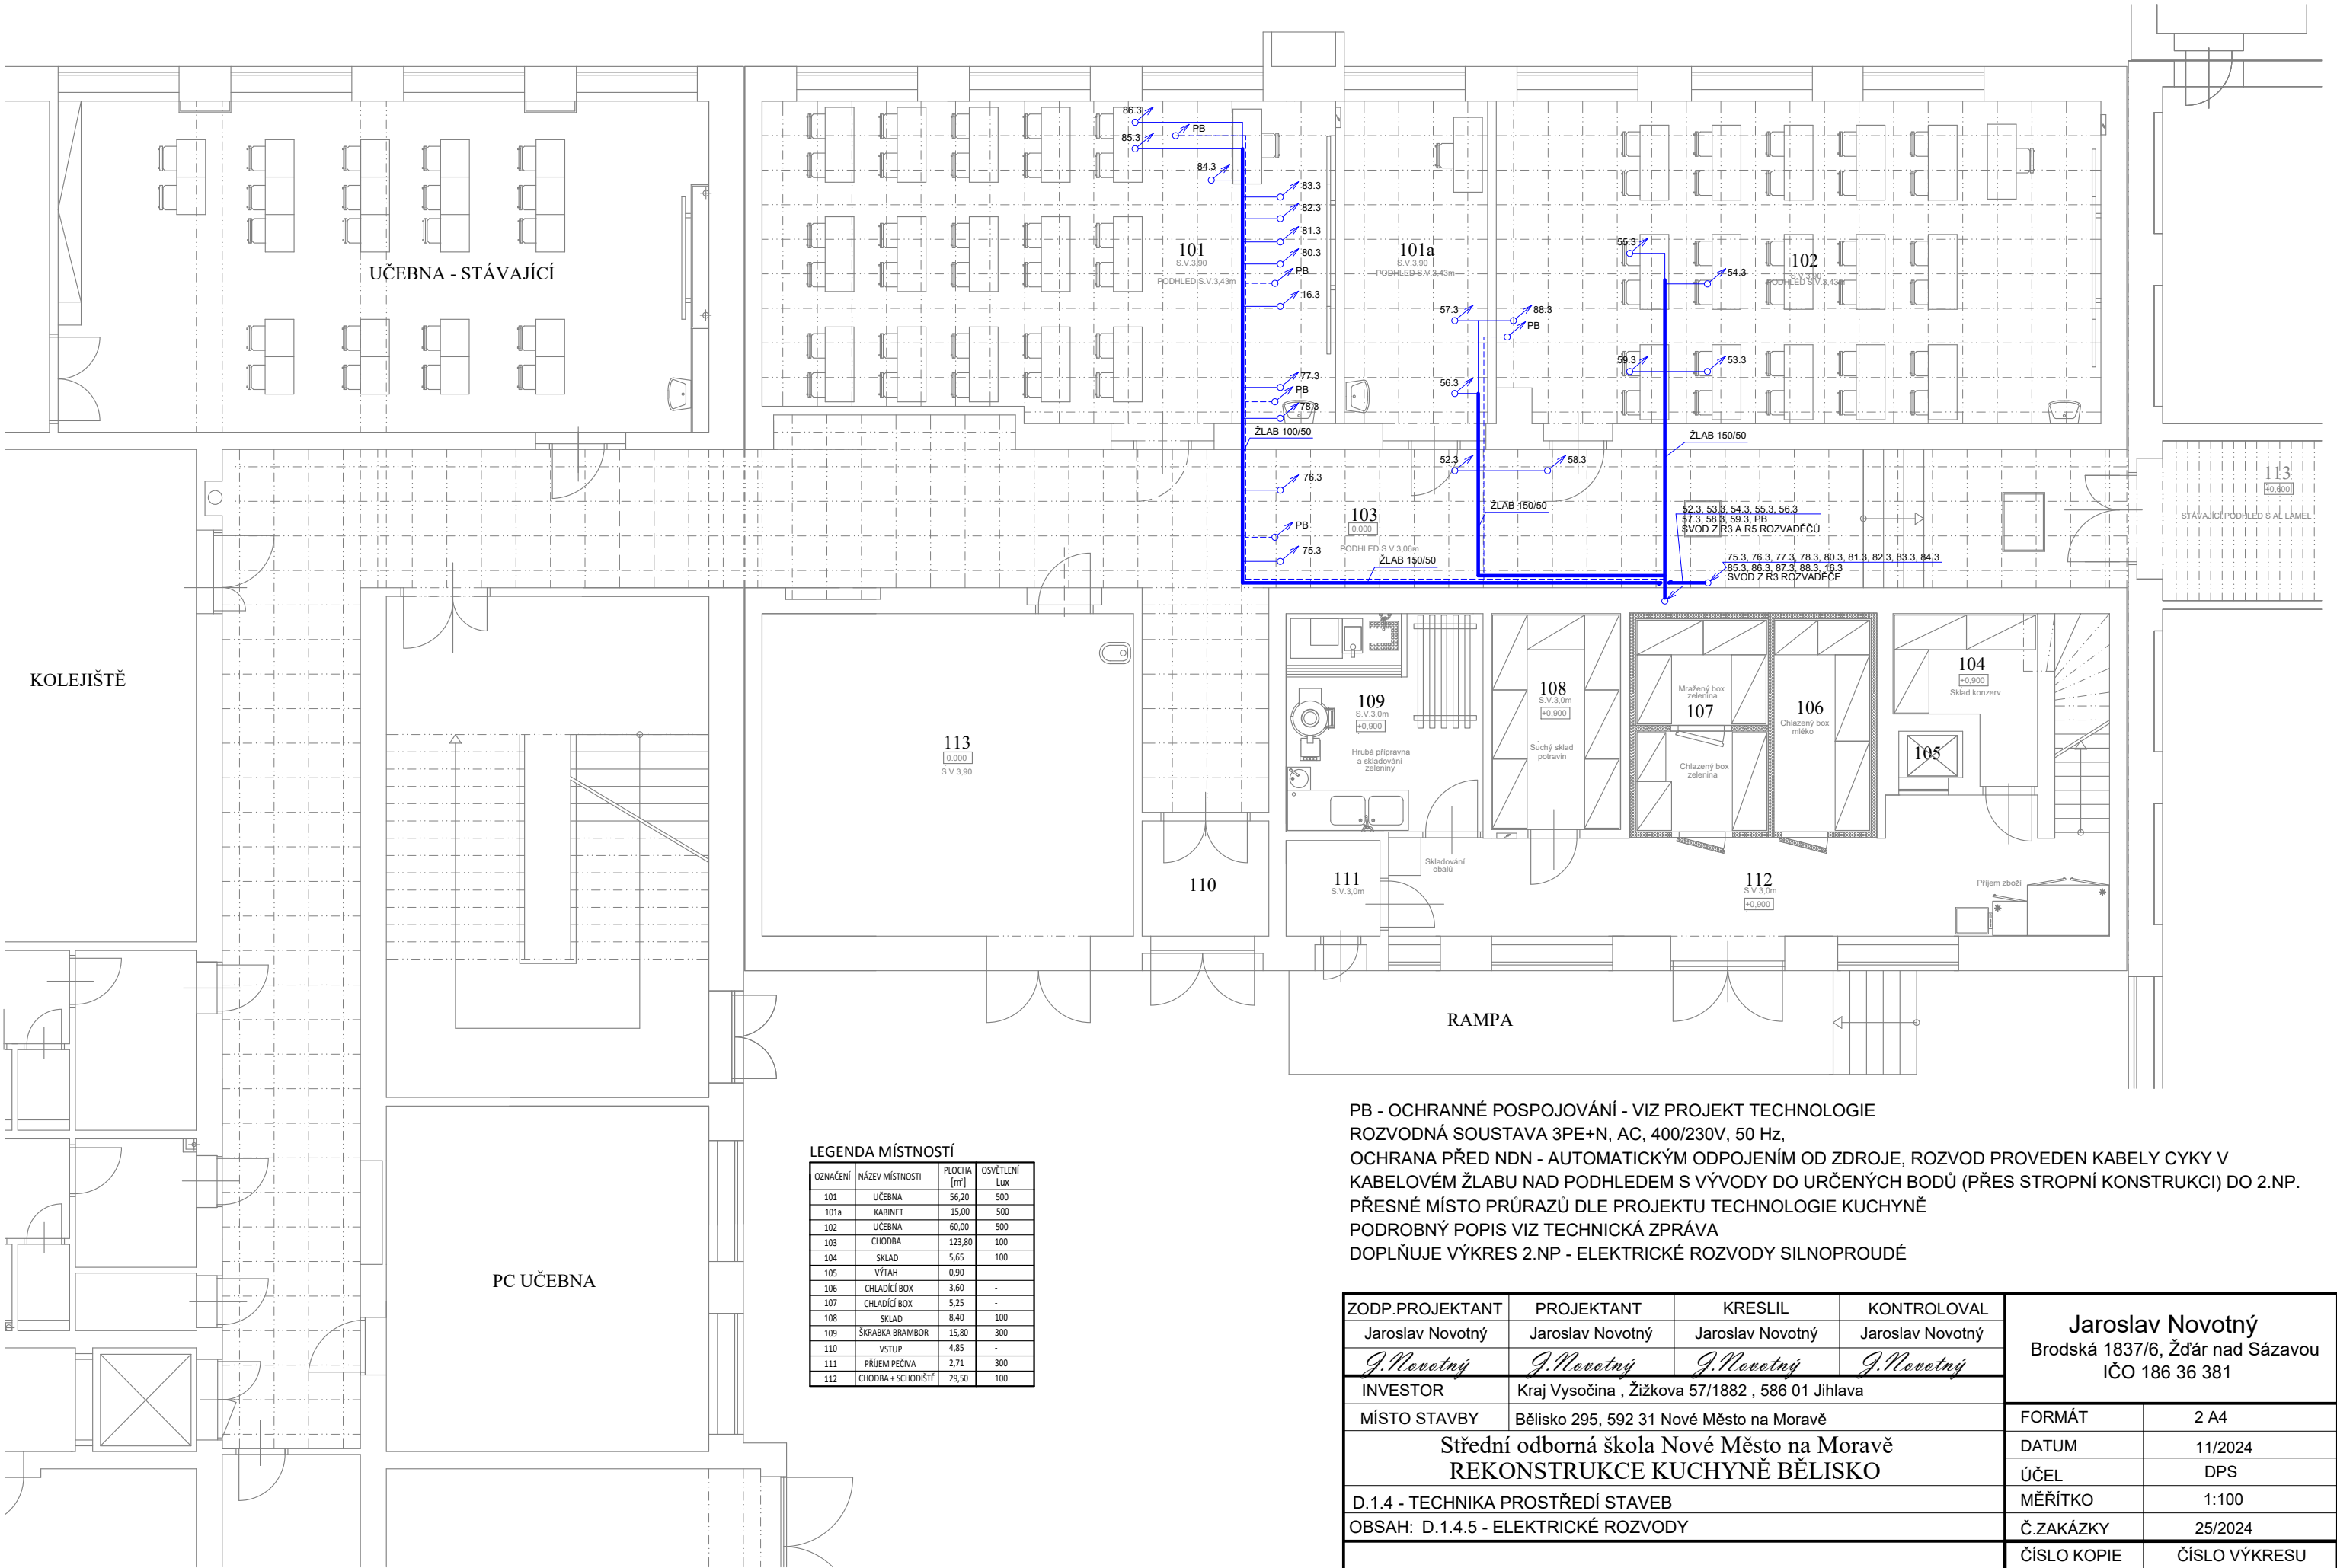 UČEBNA - STÁVAJÍCÍ
KOLEJIŠTĚ
PC UČEBNA
86.3
PB
85.3
84.3
83.3
82.3
81.3
80.3
PB
16.3
77.3
PB
78.3
ŽLAB 100/50
76.3
PB
75.3
101
S.V.3,90
PODHLED S.V.3,43m
101a
S.V.3,90
PODHLED S.V.3,43m
57.3
88.3
PB
56.3
52.3
58.3
ŽLAB 150/50
55.3
54.3
59.3
53.3
102
S.V.3,90
PODHLED S.V.3,43m
ŽLAB 150/50
103
0.000
PODHLED S.V.3,06m
ŽLAB 150/50
52.3, 53.3, 54.3, 55.3, 56.3
57.3, 58.3, 59.3, PB
SVOD Z R3 A R5 ROZVADĚČŮ
75.3, 76.3, 77.3, 78.3, 80.3, 81.3, 82.3, 83.3, 84.3
85.3, 86.3, 87.3, 88.3, 16.3
SVOD Z R3 ROZVADĚČE
113
+0,600
STÁVAJÍCÍ PODHLED S AL LAMEL
113
0.000
S.V.3,90
109
S.V.3,0m
+0,900
Hrubá přípravna
a skladování
zeleniny
108
S.V.3,0m
+0,900
Suchý sklad
potravin
Mražený box
zelenina
107
Chlazený box
zelenina
106
Chlazený box
mléko
104
+0,900
Sklad konzerv
105
110
111
S.V.3,0m
Skladování
obalů
112
S.V.3,0m
+0,900
Příjem zboží
RAMPA
PB - OCHRANNÉ POSPOJOVÁNÍ - VIZ PROJEKT TECHNOLOGIE
ROZVODNÁ SOUSTAVA 3PE+N, AC, 400/230V, 50 Hz,
OCHRANA PŘED NDN - AUTOMATICKÝM ODPOJENÍM OD ZDROJE, ROZVOD PROVEDEN KABELY CYKY V
KABELOVÉM ŽLABU NAD PODHLEDEM S VÝVODY DO URČENÝCH BODŮ (PŘES STROPNÍ KONSTRUKCI) DO 2.NP.
PŘESNÉ MÍSTO PRŮRAZŮ DLE PROJEKTU TECHNOLOGIE KUCHYNĚ
PODROBNÝ POPIS VIZ TECHNICKÁ ZPRÁVA
DOPLŇUJE VÝKRES 2.NP - ELEKTRICKÉ ROZVODY SILNOPROUDÉ
LEGENDA MÍSTNOSTÍ
OZNAČENÍ NÁZEV MÍSTNOSTI PLOCHA [m²] OSVĚTLENÍ Lux
101 UČEBNA 56,20 500
101a KABINET 15,00 500
102 UČEBNA 60,00 500
103 CHODBA 123,80 100
104 SKLAD 5,65 100
105 VÝTAH 0,90 -
106 CHLADÍCÍ BOX 3,60 -
107 CHLADÍCÍ BOX 5,25 -
108 SKLAD 8,40 100
109 ŠKRABKA BRAMBOR 15,80 300
110 VSTUP 4,85 -
111 PŘÍJEM PEČIVA 2,71 300
112 CHODBA + SCHODIŠTĚ 29,50 100
ZODP.PROJEKTANT PROJEKTANT KRESLIL KONTROLOVAL
Jaroslav Novotný Jaroslav Novotný Jaroslav Novotný Jaroslav Novotný
J.Novotný J.Novotný J.Novotný J.Novotný
INVESTOR Kraj Vysočina , Žižkova 57/1882 , 586 01 Jihlava
MÍSTO STAVBY Bělisko 295, 592 31 Nové Město na Moravě
Střední odborná škola Nové Město na Moravě
REKONSTRUKCE KUCHYNĚ BĚLISKO
D.1.4 - TECHNIKA PROSTŘEDÍ STAVEB
OBSAH: D.1.4.5 - ELEKTRICKÉ ROZVODY
Jaroslav Novotný
Brodská 1837/6, Žďár nad Sázavou
IČO 186 36 381
FORMÁT 2 A4
DATUM 11/2024
ÚČEL DPS
MĚŘÍTKO 1:100
Č.ZAKÁZKY 25/2024
ČÍSLO KOPIE ČÍSLO VÝKRESU